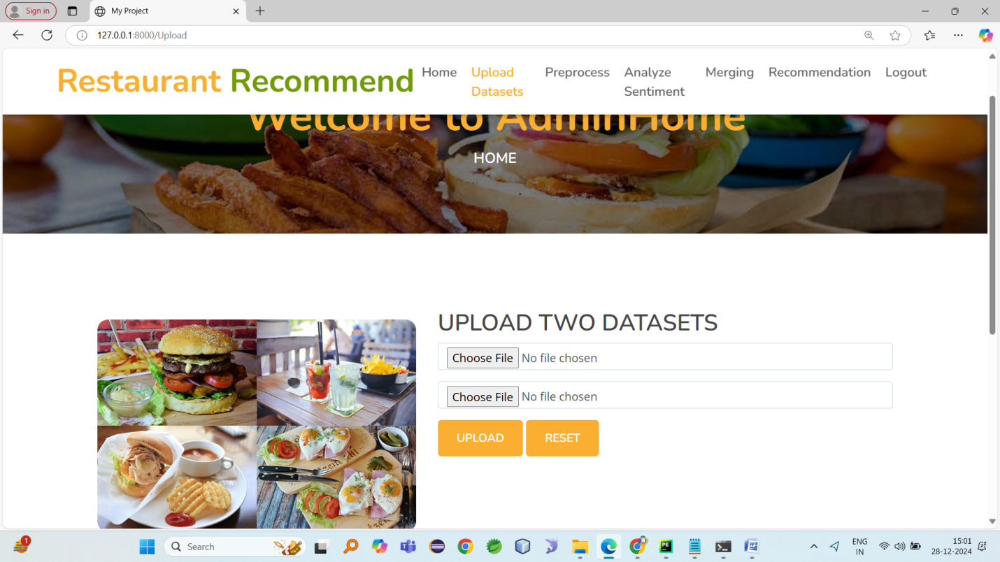 Sign in
My Project
127.0.0.1:8000/Upload
Restaurant Recommend
Home
Upload Datasets
Preprocess
Analyze Sentiment
Merging
Recommendation
Logout
Welcome to AdminHome
HOME
UPLOAD TWO DATASETS
Choose File No file chosen
Choose File No file chosen
UPLOAD RESET
1
Search
PE
W
ENG
IN
15:01
28-12-2024